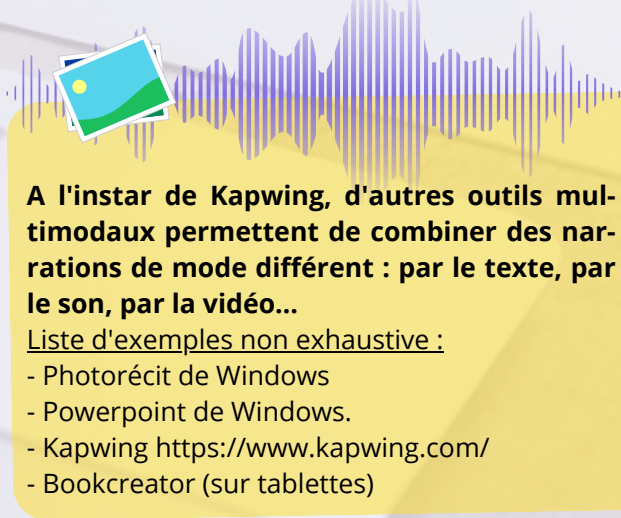 A l'instar de Kapwing, d'autres outils mul-
timodaux permettent de combiner des nar-
rations de mode différent : par le texte, par
le son, par la vidéo...
Liste d'exemples non exhaustive :
- Photorécit de Windows
- Powerpoint de Windows.
- Kapwing https://www.kapwing.com/
- Bookcreator (sur tablettes)